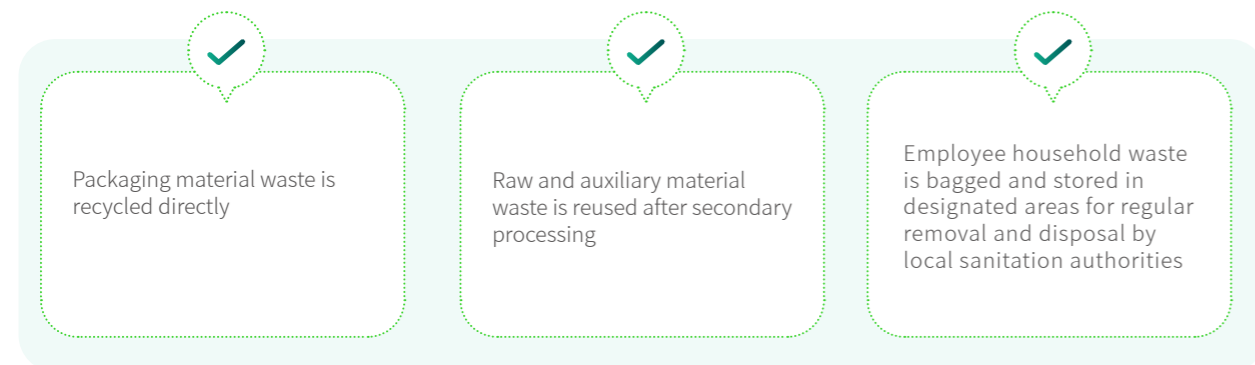 Packaging material waste is
recycled directly
Raw and auxiliary material
waste is reused after secondary
processing
Employee household waste
is bagged and stored in
designated areas for regular
removal and disposal by
local sanitation authorities